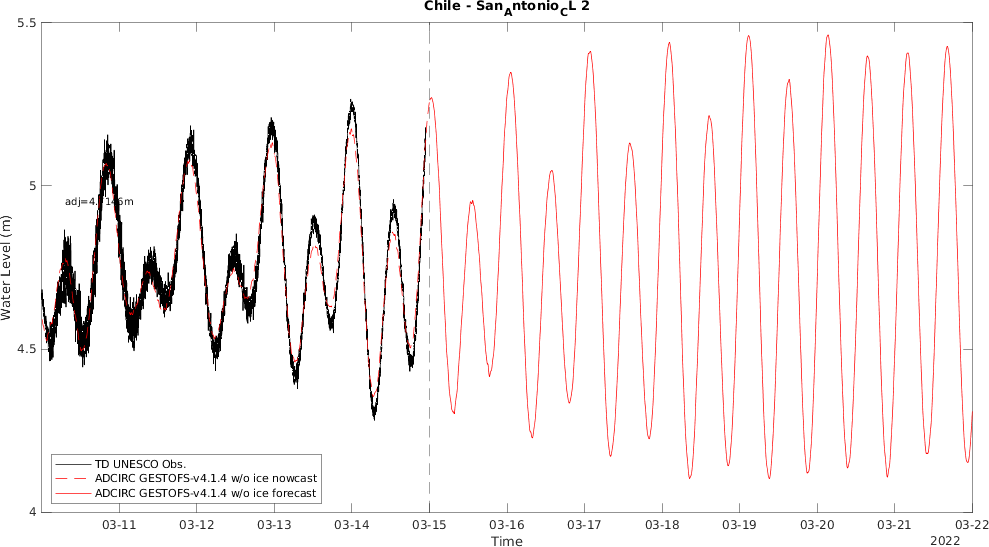 Chile - San_Antonio_CL 2
5.5
5
4.5
4
Water Level (m)
TD UNESCO Obs.
ADCIRC GESTOFS-v4.1.4 w/o ice nowcast
ADCIRC GESTOFS-v4.1.4 w/o ice forecast
03-11 03-12 03-13 03-14 03-15 03-16 03-17 03-18 03-19 03-20 03-21 03-22
Time
2022